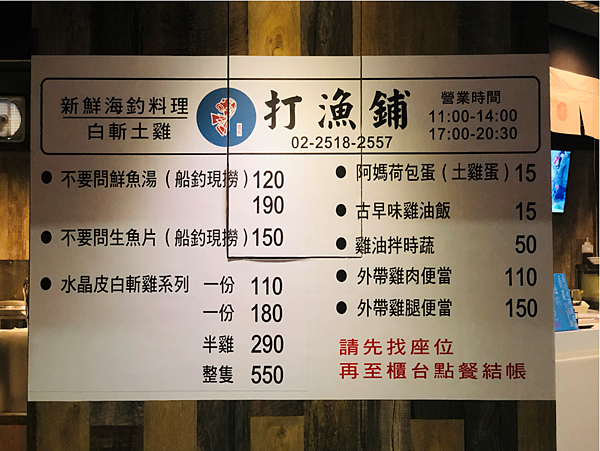 新鮮海釣料理
白斬土雞
打漁鋪
02-2518-2557
營業時間
11:00-14:00
17:00-20:30
● 不要問鮮魚湯（船釣現撈）120
190
● 不要問生魚片（船釣現撈）150
● 水晶皮白斬雞系列 一份 110
一份 180
半雞 290
整隻 550
● 阿媽荷包蛋（土雞蛋）15
● 古早味雞油飯 15
● 雞油拌時蔬 50
● 外帶雞肉便當 110
● 外帶雞腿便當 150
請先找座位
再至櫃台點餐結帳